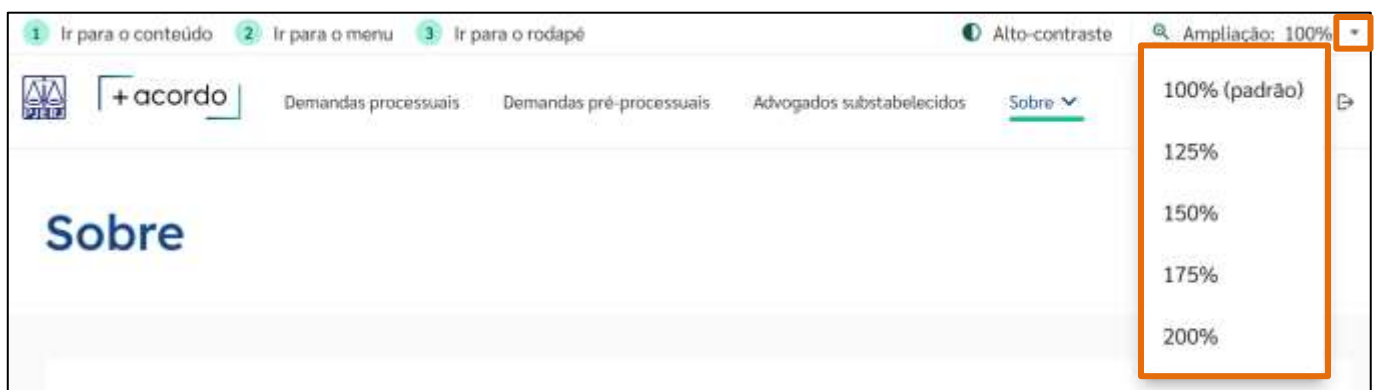 1 Ir para o conteúdo 2 Ir para o menu 3 Ir para o rodapé Alto-contraste Ampliação: 100%
PJERJ +acordo Demandas processuais Demandas pré-processuais Advogados substabelecidos Sobre
100% (padrão)
125%
150%
Sobre
175%
200%